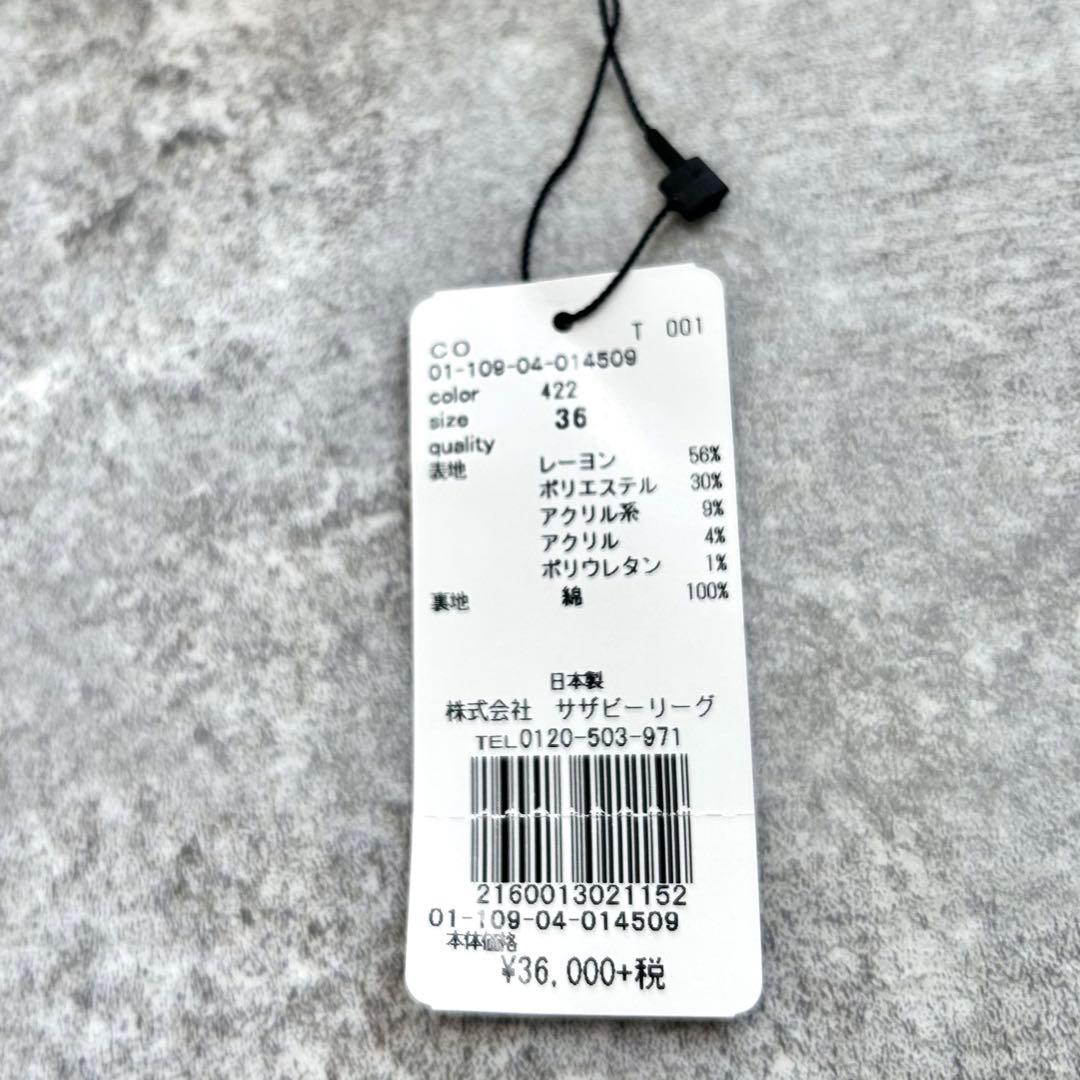 T 001
CO
01-109-04-014509
color 422
size 36
quality
表地 レーヨン 56%
ポリエステル 30%
アクリル系 9%
アクリル 4%
ポリウレタン 1%
裏地 綿 100%
日本製
株式会社 サザビーリーグ
TEL0120-503-971
2160013021152
01-109-04-014509
本体価格
¥36,000+税